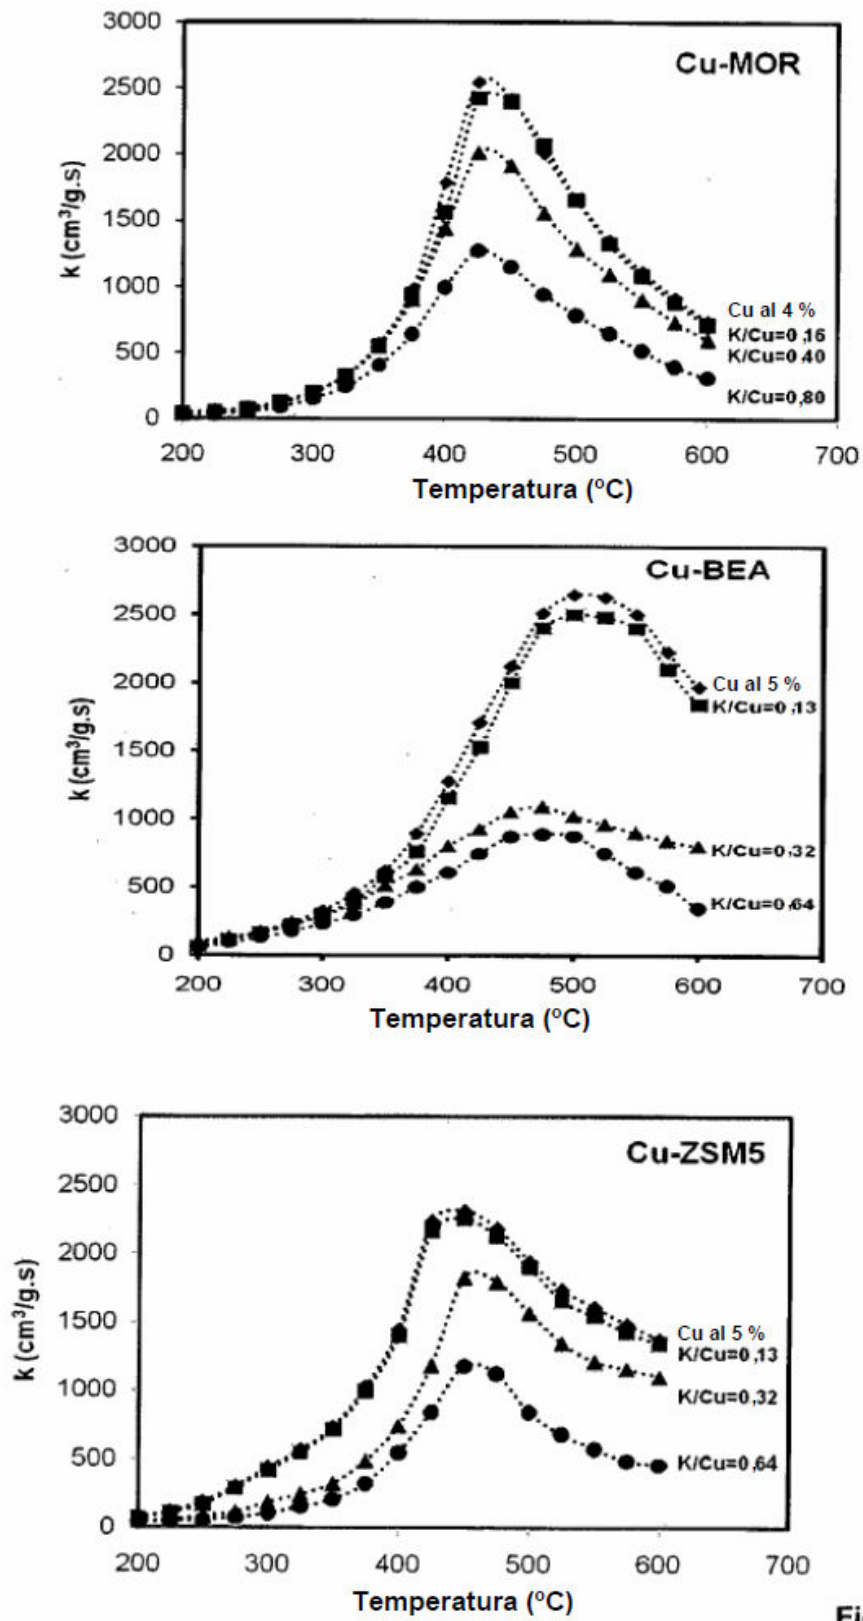 3000
Cu-MOR
2500
2000
1500
1000
500
0
k (cm³/g.s)
Cu al 4 %
K/Cu=0,16
K/Cu=0,40
K/Cu=0,80
200 300 400 500 600 700
Temperatura (ºC)
3000
Cu-BEA
2500
2000
1500
1000
500
0
k (cm³/g.s)
Cu al 5 %
K/Cu=0,13
K/Cu=0,32
K/Cu=0,64
200 300 400 500 600 700
Temperatura (ºC)
3000
Cu-ZSM5
2500
2000
1500
1000
500
0
k (cm³/g.s)
Cu al 5 %
K/Cu=0,13
K/Cu=0,32
K/Cu=0,64
200 300 400 500 600 700
Temperatura (ºC)